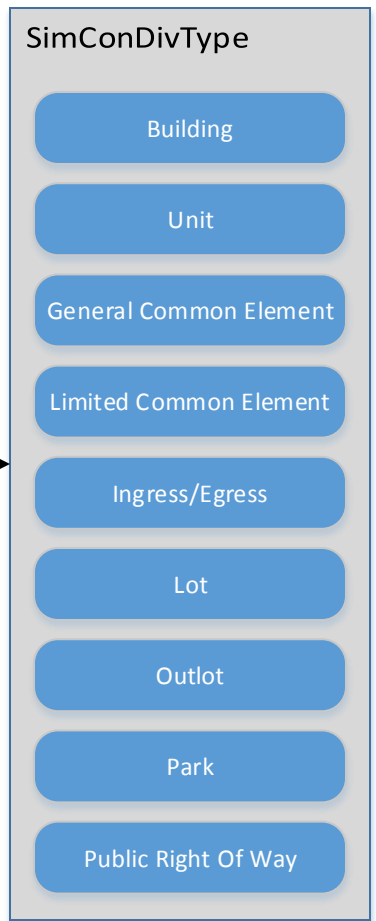 SimConDivType
Building
Unit
General Common Element
Limited Common Element
Ingress/Egress
Lot
Outlot
Park
Public Right Of Way